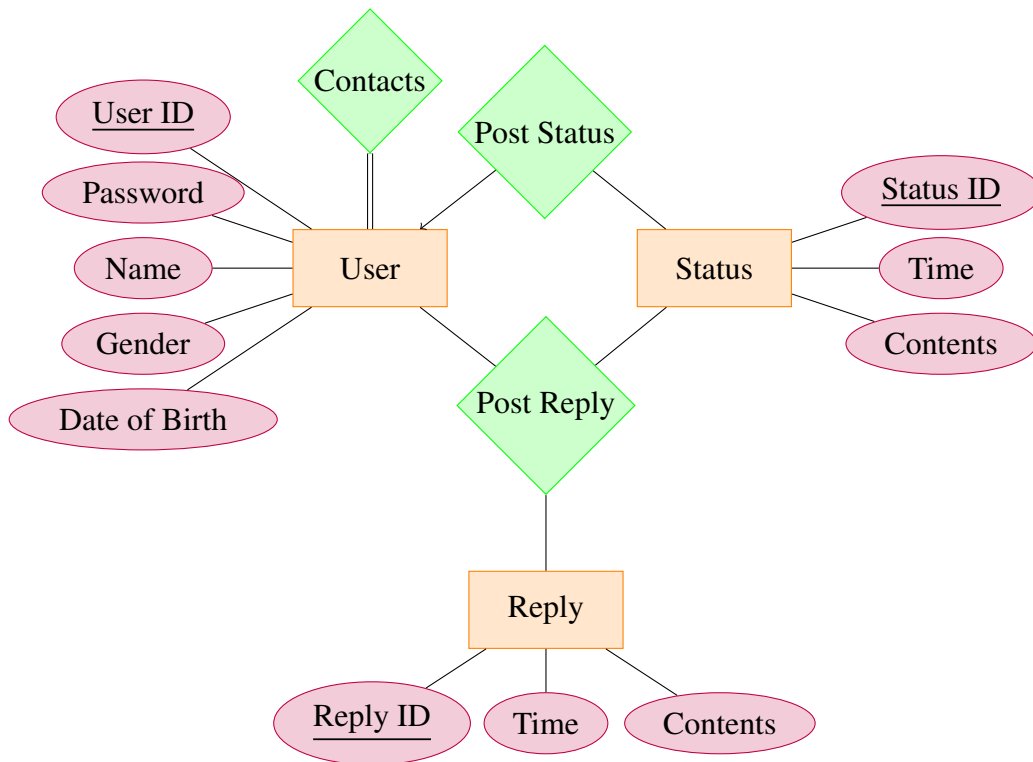 Contacts
User ID
Post Status
Password
Status ID
Name
User
Status
Time
Gender
Contents
Date of Birth
Post Reply
Reply
Reply ID
Time
Contents